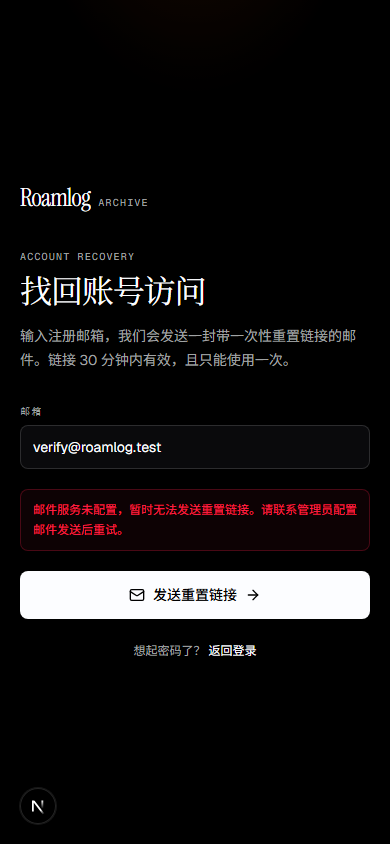 Roamlog ARCHIVE
ACCOUNT RECOVERY
找回账号访问
输入注册邮箱，我们会发送一封带一次性重置链接的邮
件。链接 30 分钟内有效，且只能使用一次。
邮箱
verify@roamlog.test
邮件服务未配置，暂时无法发送重置链接。请联系管理员配置
邮件发送后重试。
发送重置链接
想起密码了？ 返回登录
N